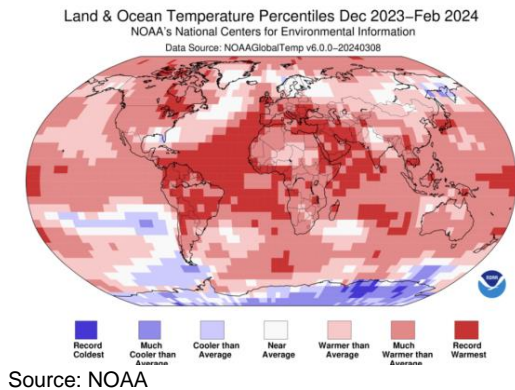 Land & Ocean Temperature Percentiles Dec 2023–Feb 2024
NOAA's National Centers for Environmental Information
Data Source: NOAAGlobalTemp v6.0.0–20240308
Record Coldest
Much Cooler than Average
Cooler than Average
Near Average
Warmer than Average
Much Warmer than Average
Record Warmest
Source: NOAA